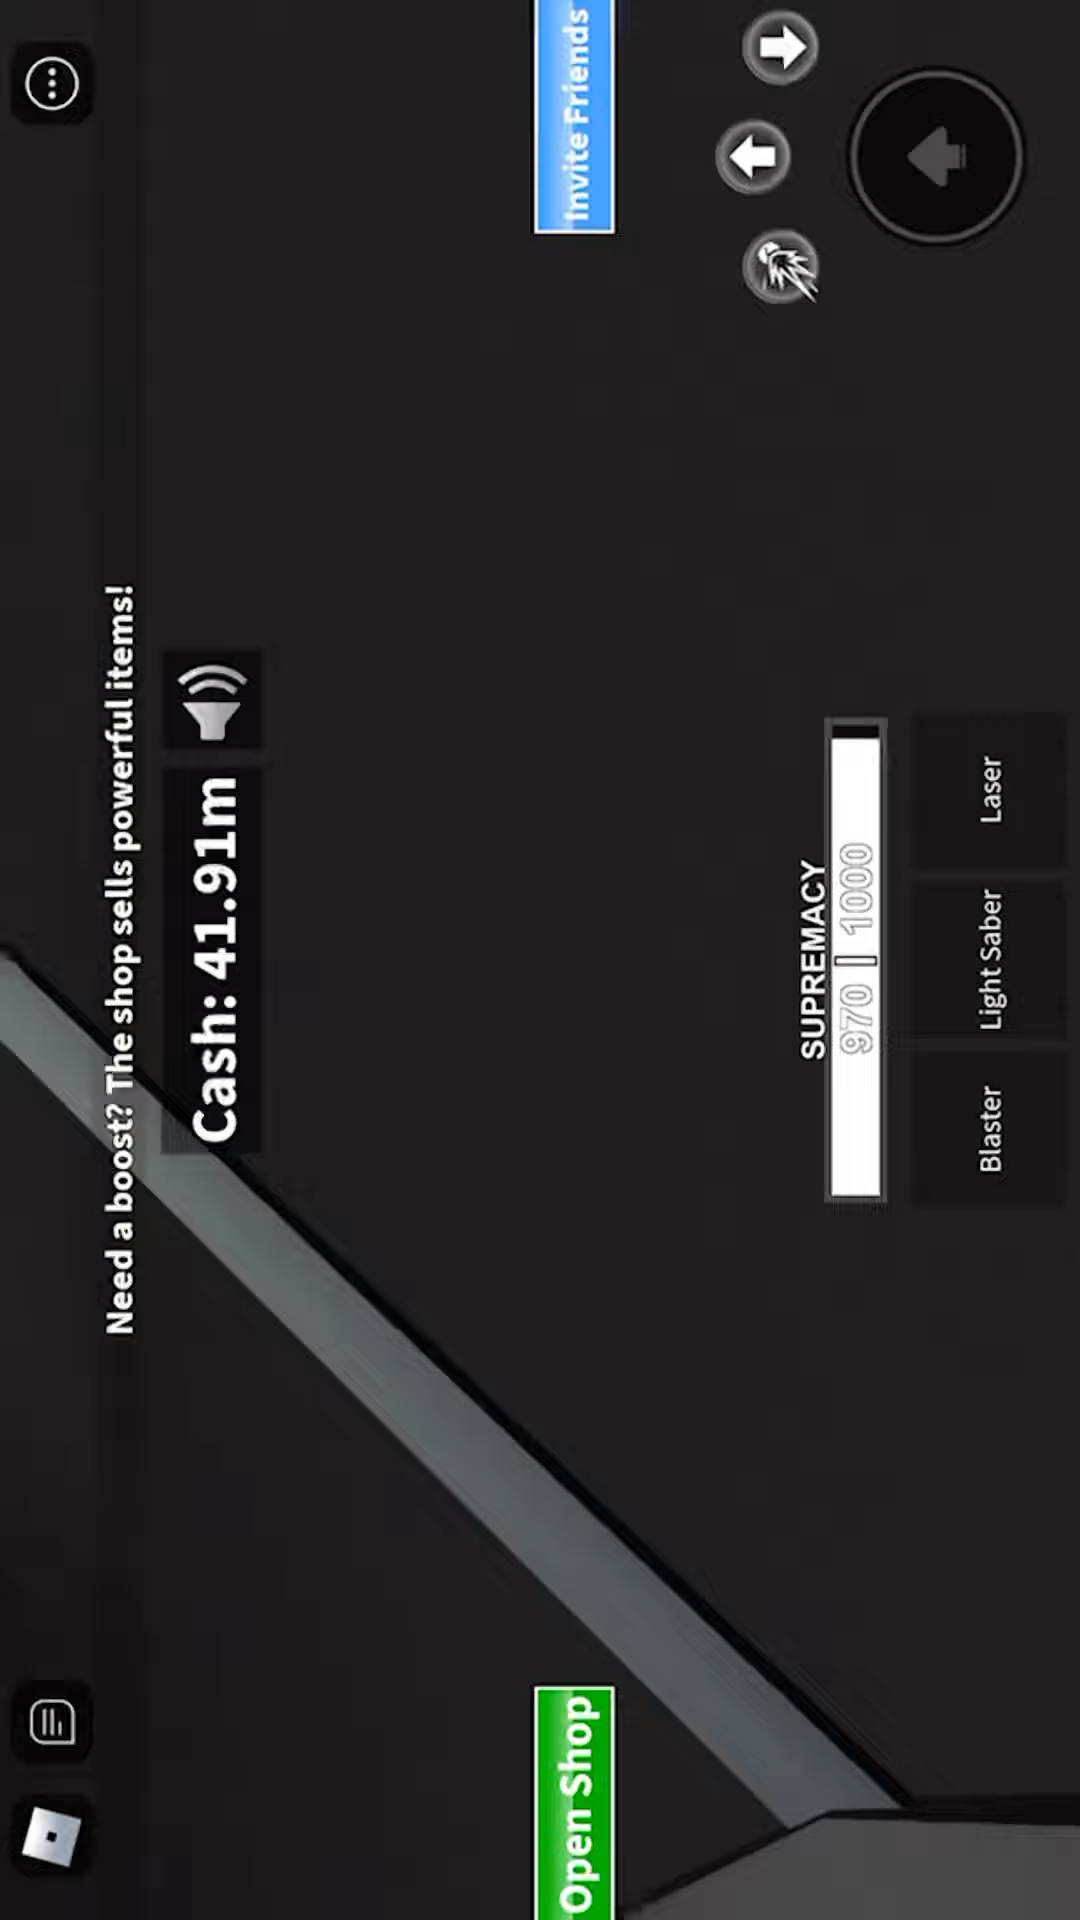 Need a boost? The shop sells powerful items!
Cash: 41.91m
Open Shop
Invite Friends
SUPREMACY
970 | 1000
Blaster
Light Saber
Laser